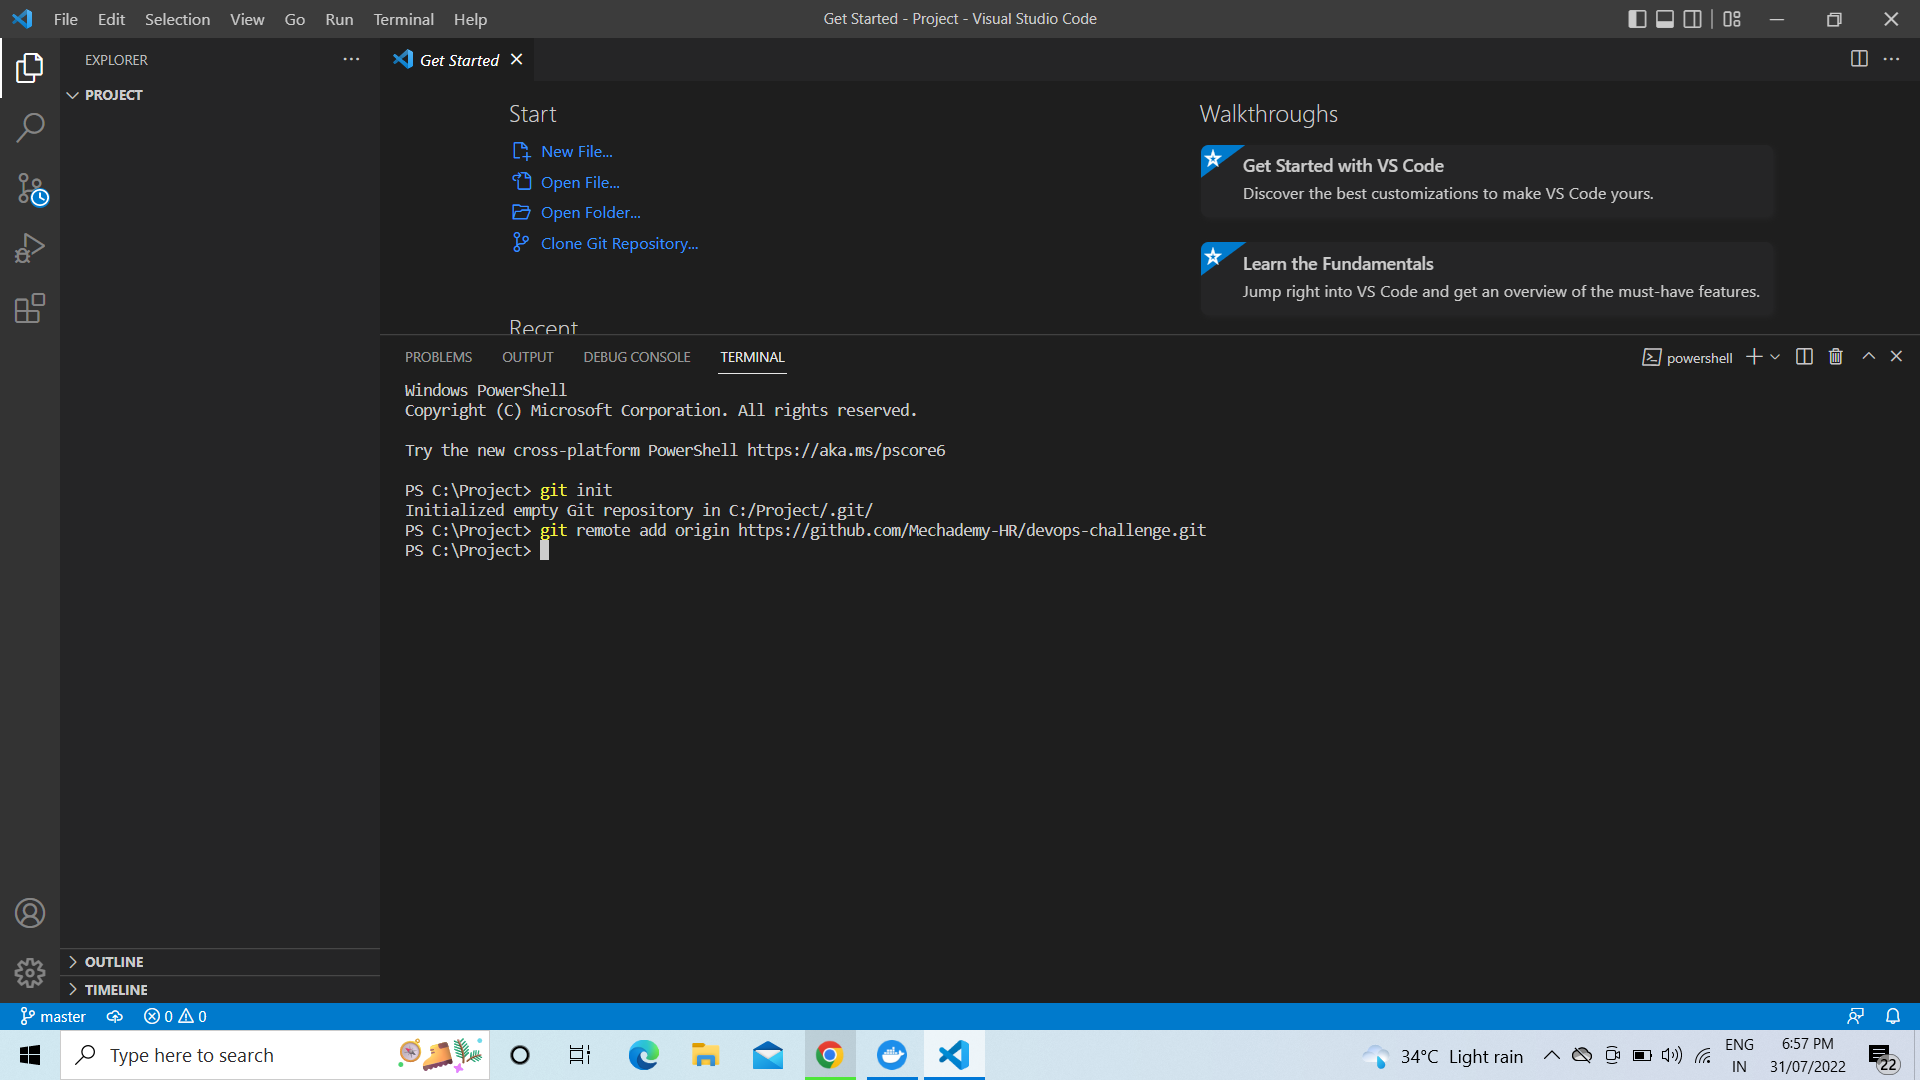 File Edit Selection View Go Run Terminal Help
Get Started - Project - Visual Studio Code
EXPLORER
PROJECT
Get Started
Start
New File...
Open File...
Open Folder...
Clone Git Repository...
Recent
Walkthroughs
Get Started with VS Code
Discover the best customizations to make VS Code yours.
Learn the Fundamentals
Jump right into VS Code and get an overview of the must-have features.
PROBLEMS OUTPUT DEBUG CONSOLE TERMINAL
powershell
Windows PowerShell
Copyright (C) Microsoft Corporation. All rights reserved.
Try the new cross-platform PowerShell https://aka.ms/pscore6
PS C:\Project> git init
Initialized empty Git repository in C:/Project/.git/
PS C:\Project> git remote add origin https://github.com/Mechademy-HR/devops-challenge.git
PS C:\Project>
OUTLINE
TIMELINE
master 0 0
Type here to search
34°C Light rain
ENG
IN
6:57 PM
31/07/2022
22